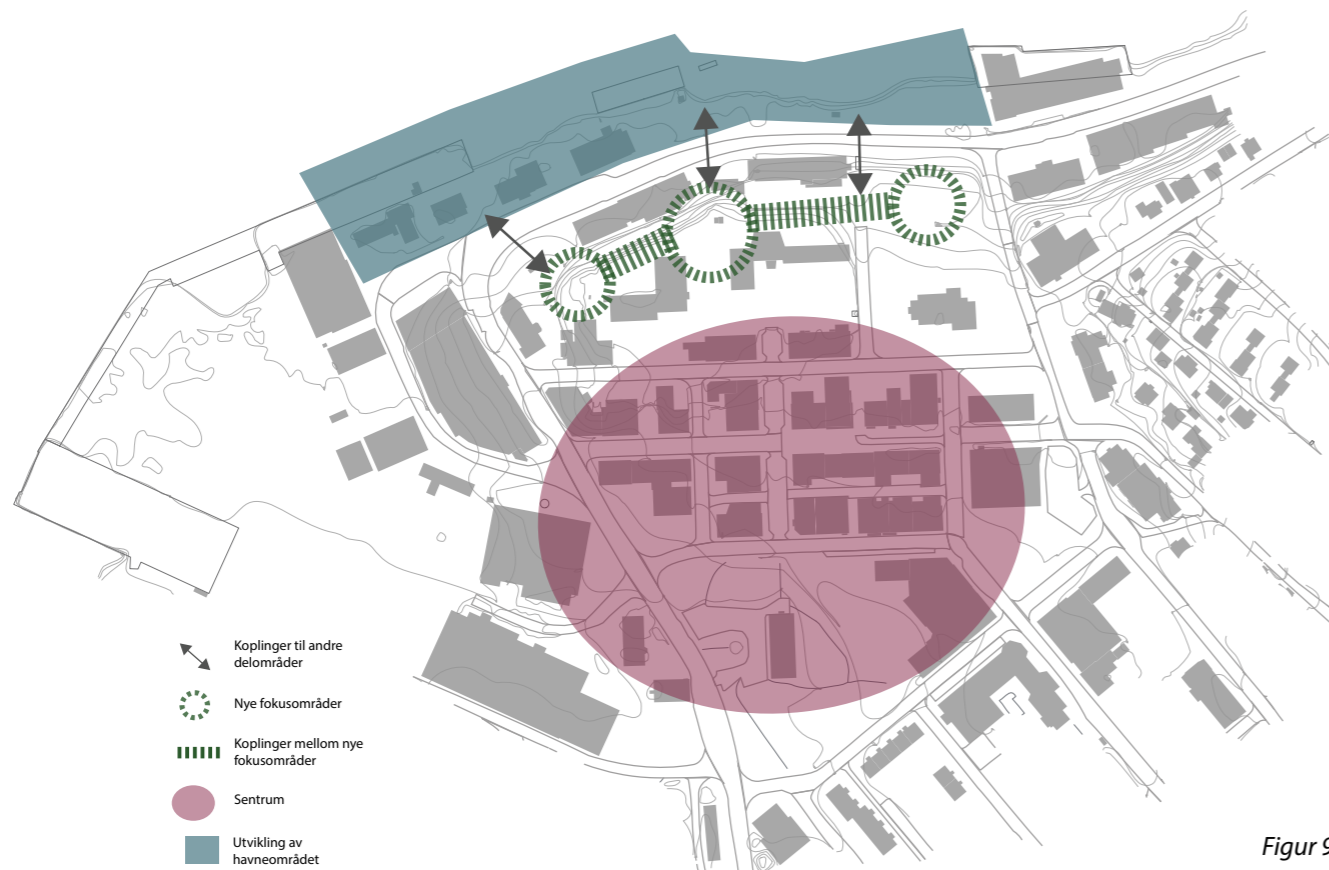 Koplinger til andre
delområder
Nye fokusområder
Koplinger mellom nye
fokusområder
Sentrum
Utvikling av
havneområdet
Figur 9